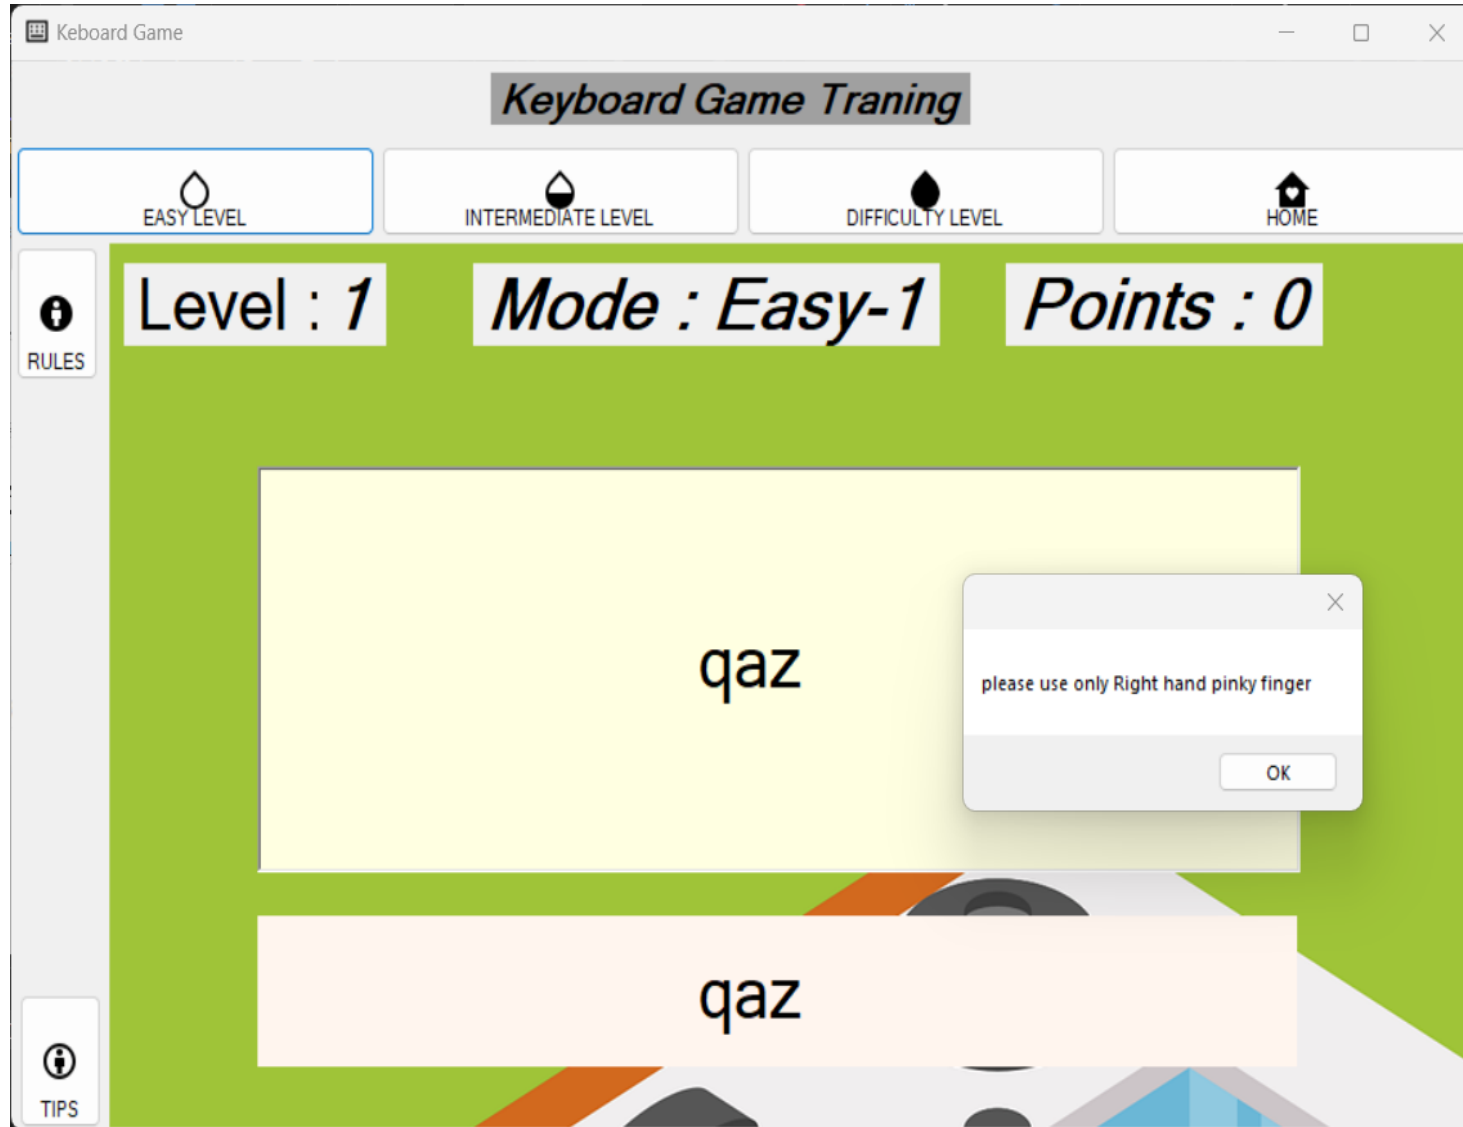 Keboard Game
Keyboard Game Traning
EASY LEVEL
INTERMEDIATE LEVEL
DIFFICULTY LEVEL
HOME
RULES
Level : 1
Mode : Easy-1
Points : 0
qaz
please use only Right hand pinky finger
OK
qaz
TIPS